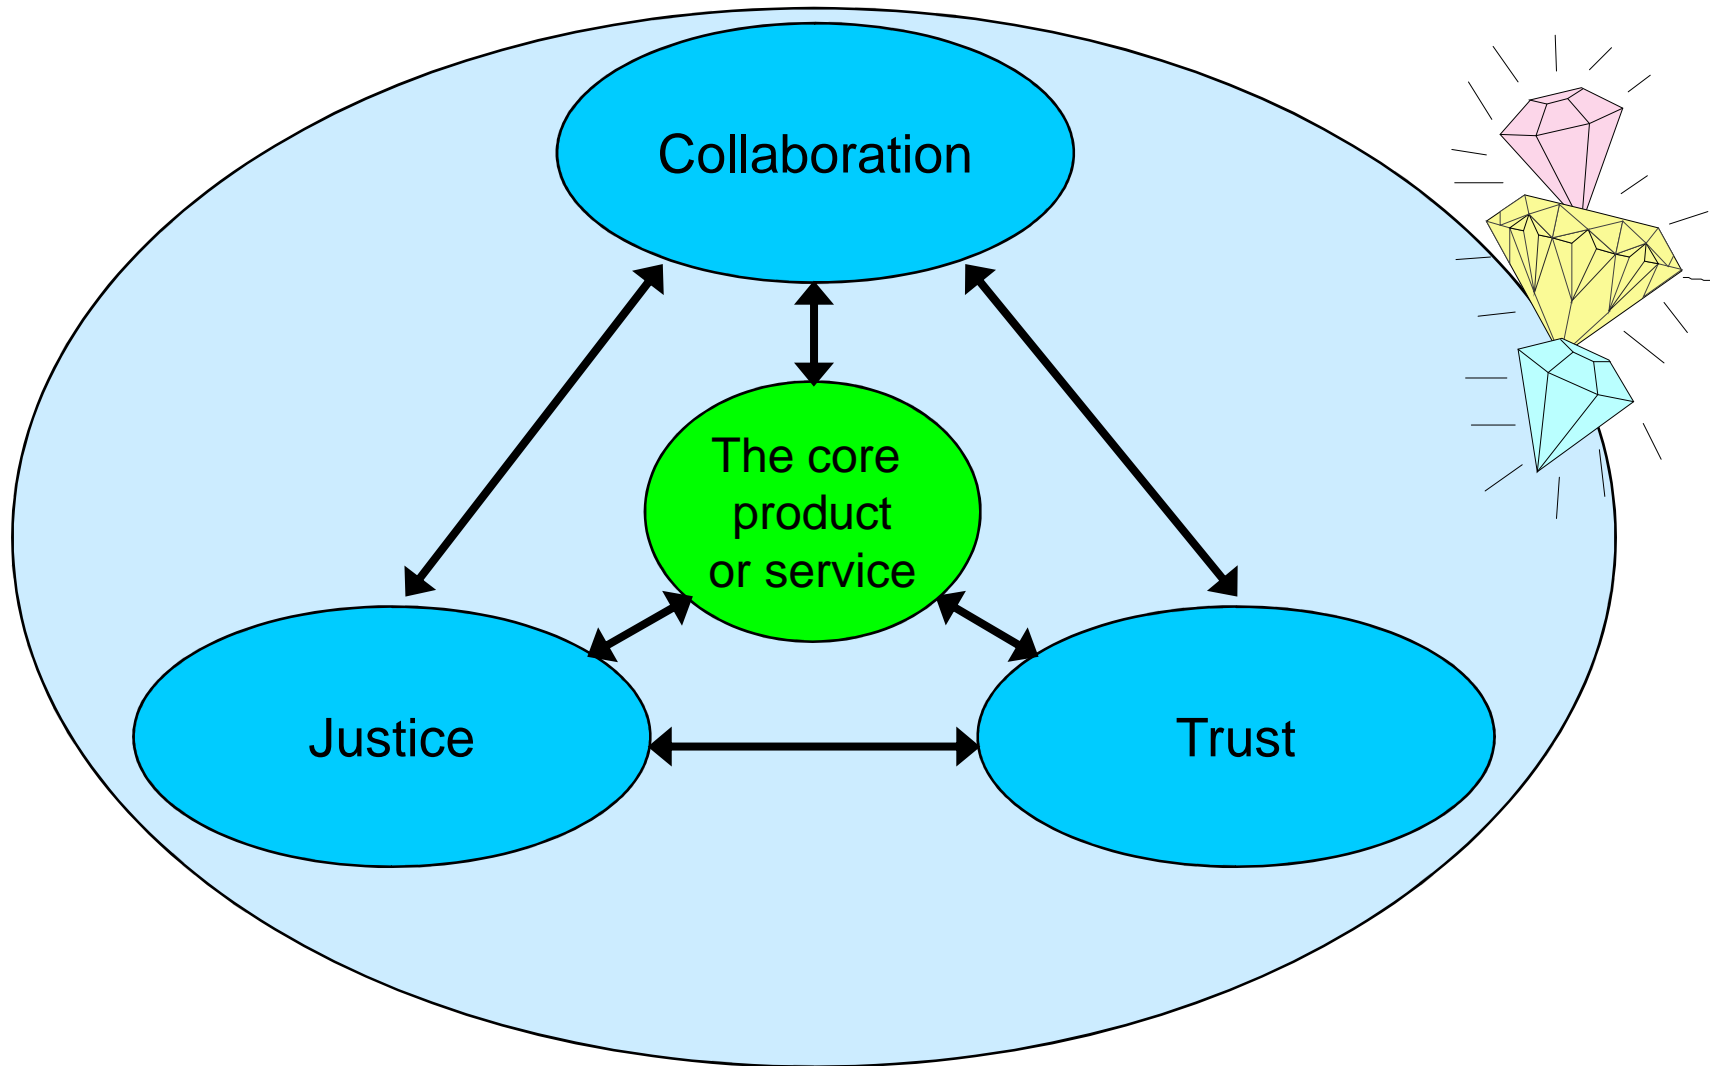 Collaboration
The core
product
or service
Justice
Trust